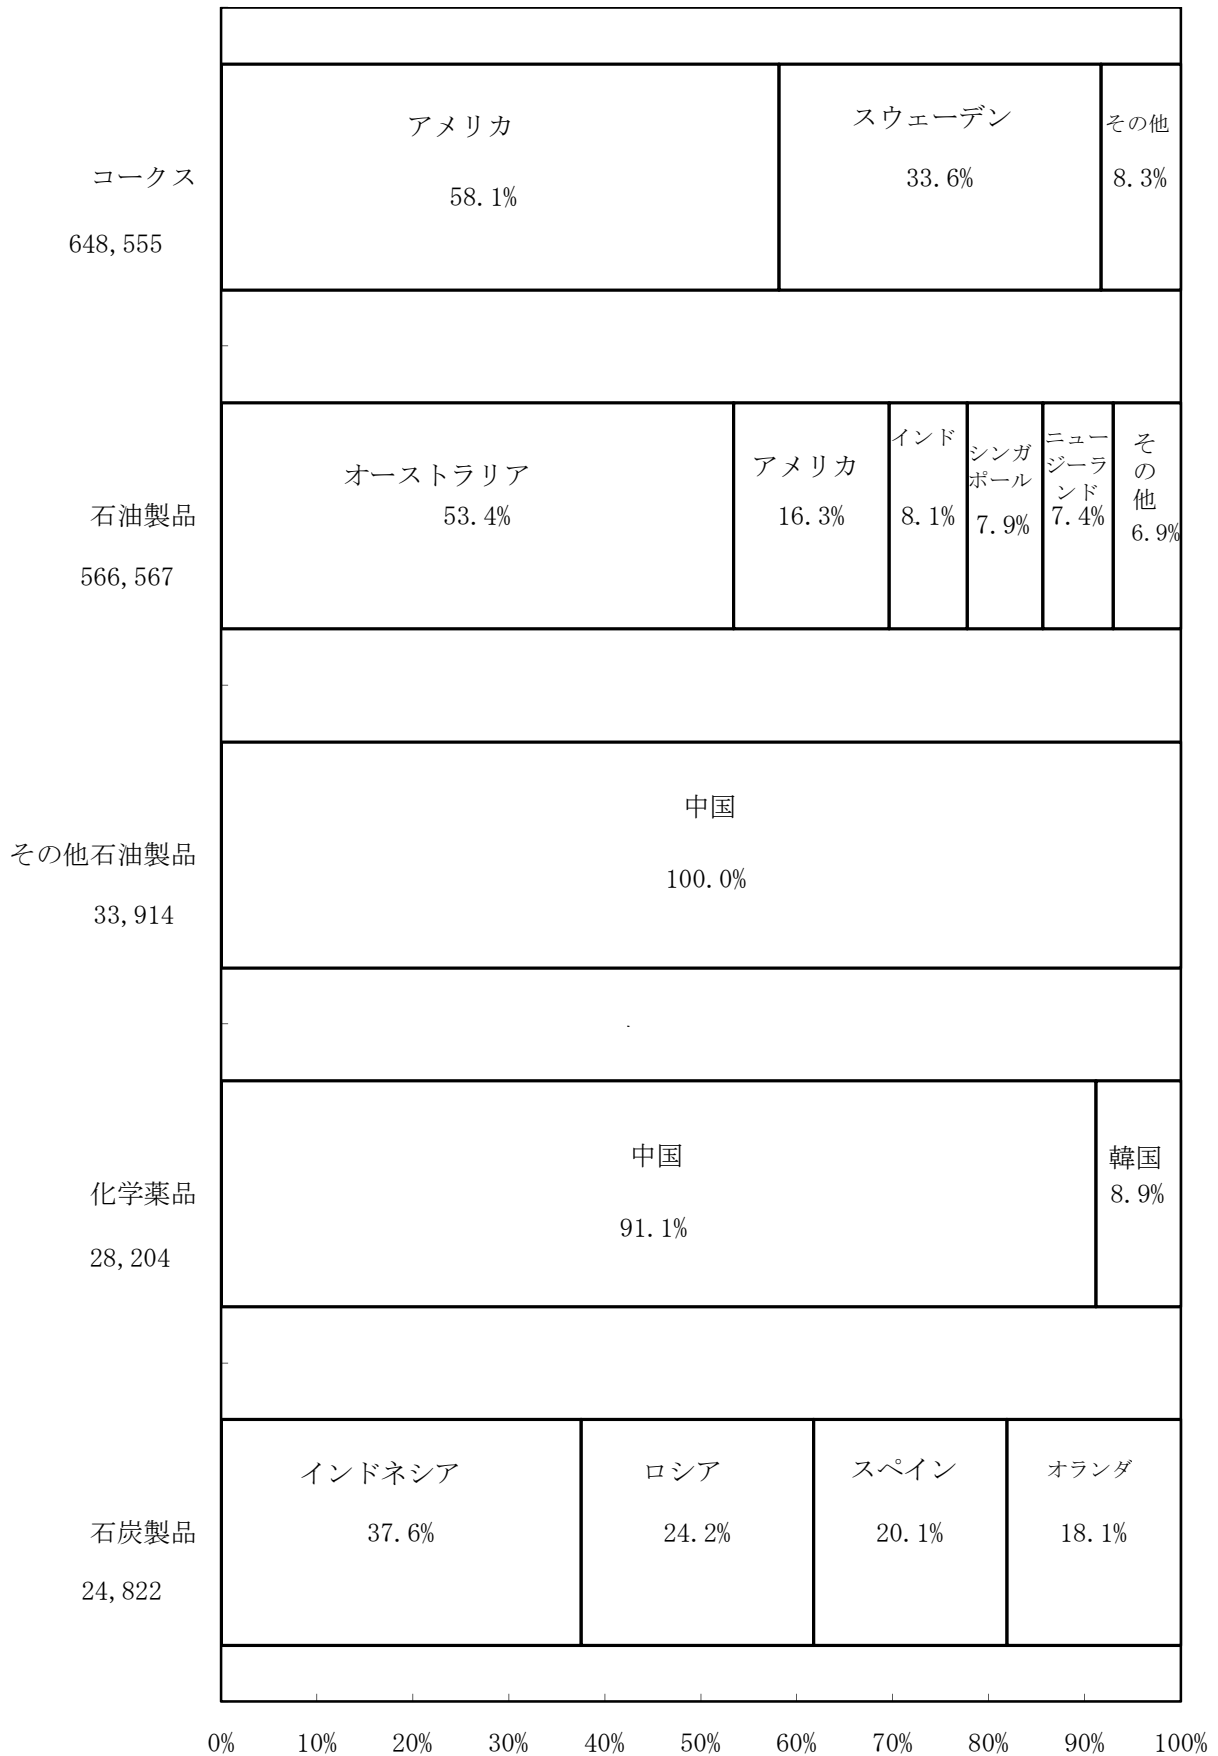 アメリカ
58.1%
スウェーデン
33.6%
その他
8.3%
コークス
648,555
オーストラリア
53.4%
アメリカ
16.3%
インド
8.1%
シンガ
ポール
7.9%
ニュー
ジーラ
ンド
7.4%
そ
の
他
6.9%
石油製品
566,567
中国
100.0%
その他石油製品
33,914
中国
91.1%
韓国
8.9%
化学薬品
28,204
インドネシア
37.6%
ロシア
24.2%
スペイン
20.1%
オランダ
18.1%
石炭製品
24,822
0% 10% 20% 30% 40% 50% 60% 70% 80% 90% 100%